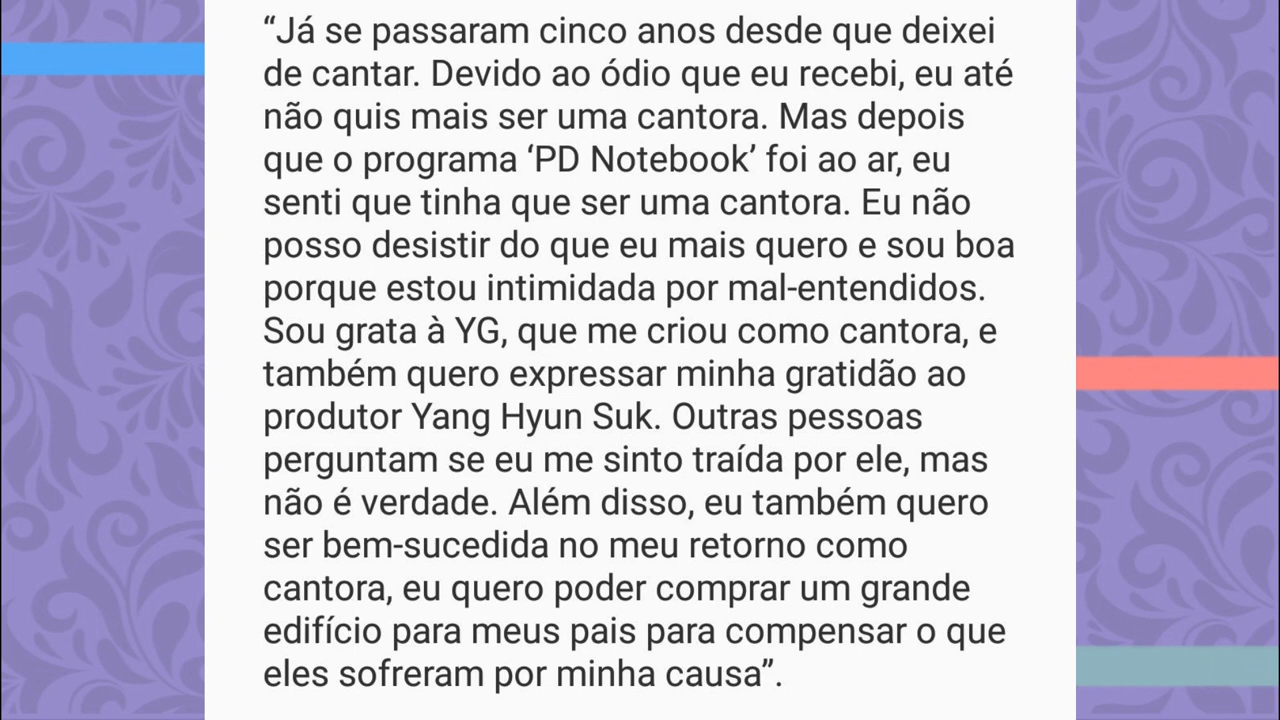 “Já se passaram cinco anos desde que deixei
de cantar. Devido ao ódio que eu recebi, eu até
não quis mais ser uma cantora. Mas depois
que o programa ‘PD Notebook’ foi ao ar, eu
senti que tinha que ser uma cantora. Eu não
posso desistir do que eu mais quero e sou boa
porque estou intimidada por mal-entendidos.
Sou grata à YG, que me criou como cantora, e
também quero expressar minha gratidão ao
produtor Yang Hyun Suk. Outras pessoas
perguntam se eu me sinto traída por ele, mas
não é verdade. Além disso, eu também quero
ser bem-sucedida no meu retorno como
cantora, eu quero poder comprar um grande
edifício para meus pais para compensar o que
eles sofreram por minha causa”.